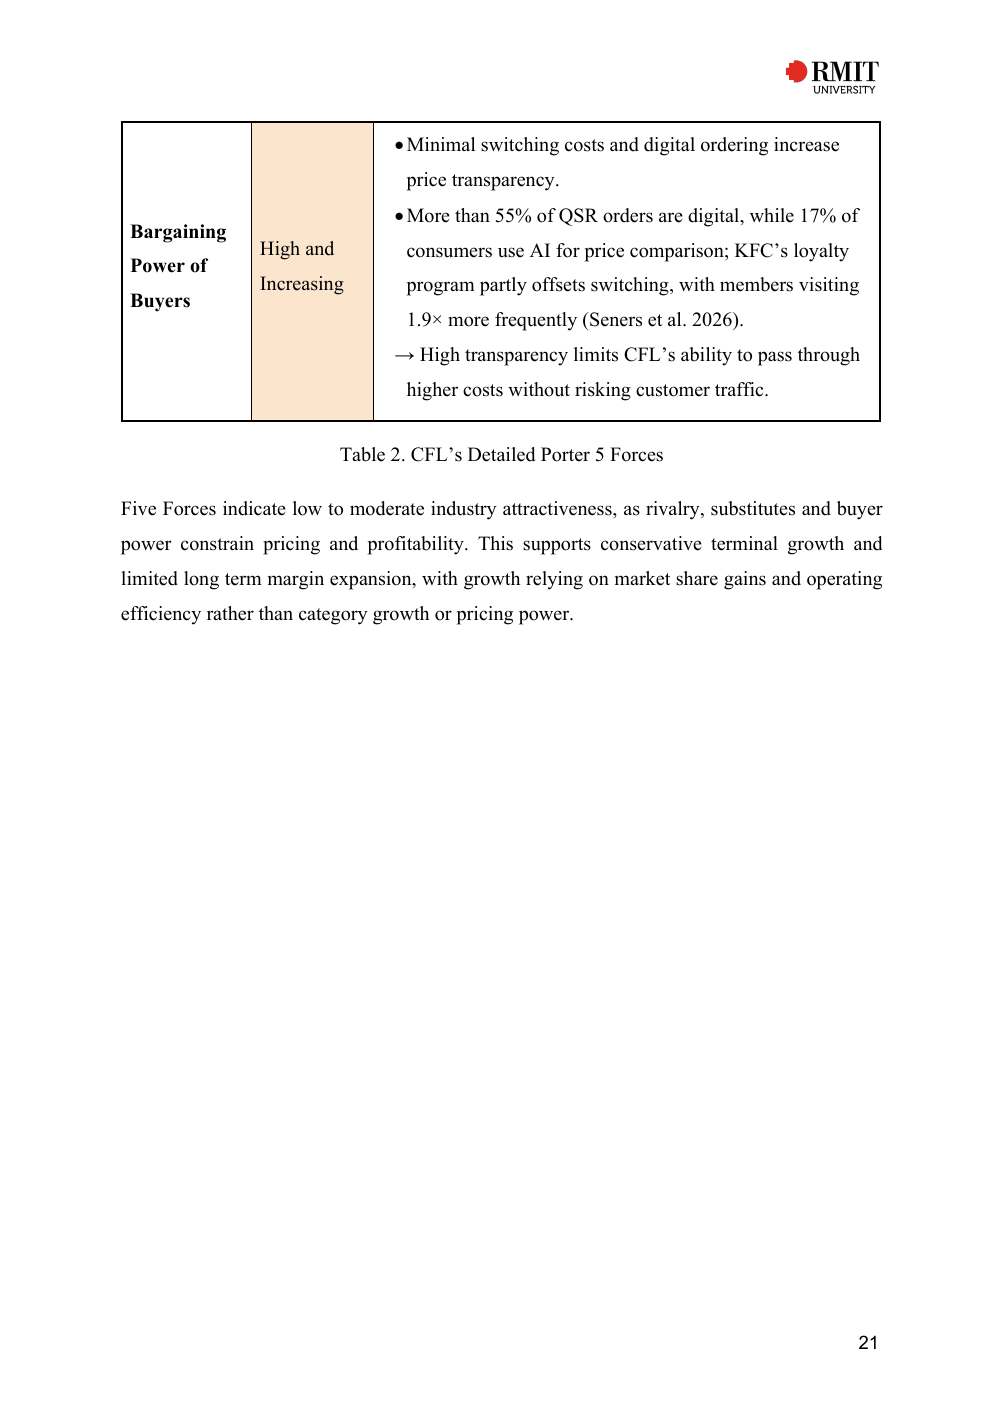 RMIT
UNIVERSITY
Bargaining
Power of
Buyers
High and
Increasing
• Minimal switching costs and digital ordering increase
price transparency.
• More than 55% of QSR orders are digital, while 17% of
consumers use AI for price comparison; KFC’s loyalty
program partly offsets switching, with members visiting
1.9× more frequently (Seners et al. 2026).
→ High transparency limits CFL’s ability to pass through
higher costs without risking customer traffic.
Table 2. CFL’s Detailed Porter 5 Forces
Five Forces indicate low to moderate industry attractiveness, as rivalry, substitutes and buyer
power constrain pricing and profitability. This supports conservative terminal growth and
limited long term margin expansion, with growth relying on market share gains and operating
efficiency rather than category growth or pricing power.
21